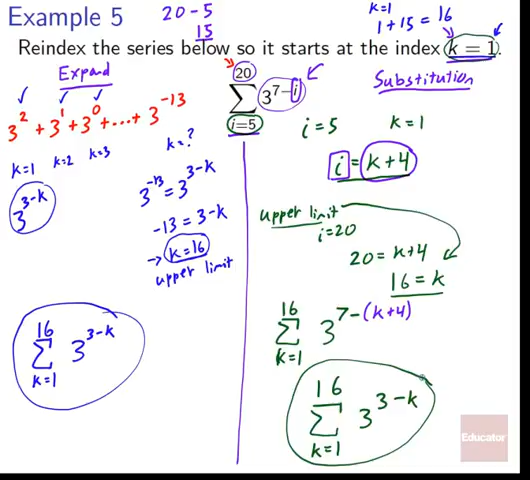 Example 5
20 - 5
15
k=1
1 + 15 = 16
Reindex the series below so it starts at the index k = 1.
Expand
3^2 + 3^1 + 3^0 + ... + 3^-13
k=1 k=2 k=3 k=?
3^3-k
3^-13 = 3^3-k
-13 = 3-k
→ k=16
upper limit
16
Σ 3^3-k
k=1
20
Σ 3^7-i
i=5
Substitution
i = 5 k = 1
i = k+4
upper limit
i=20
20 = k+4
16 = k
16
Σ 3^7-(k+4)
k=1
16
Σ 3^3-k
k=1
Educator